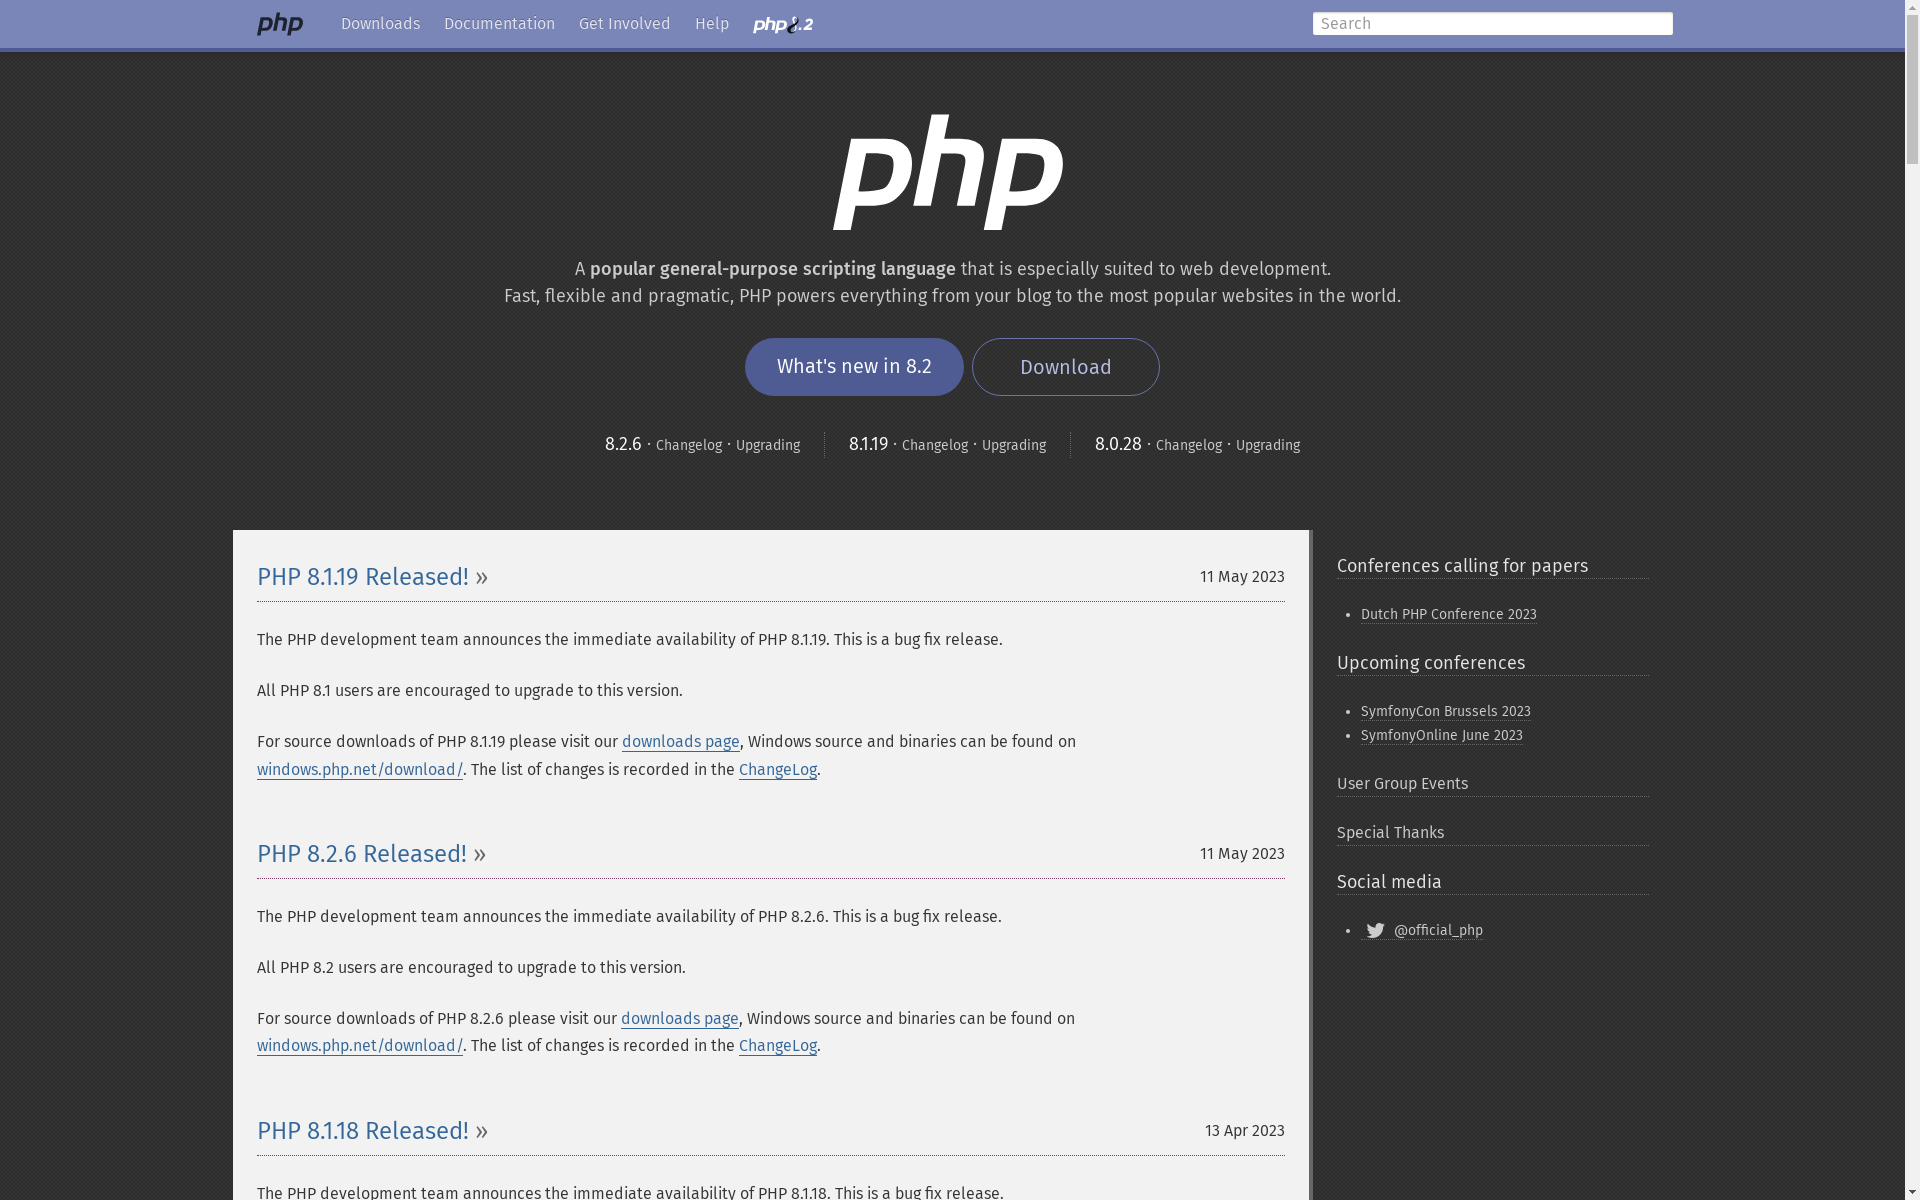 php
Downloads
Documentation
Get Involved
Help
php8.2
Search
php
A popular general-purpose scripting language that is especially suited to web development.
Fast, flexible and pragmatic, PHP powers everything from your blog to the most popular websites in the world.
What's new in 8.2
Download
8.2.6 · Changelog · Upgrading
8.1.19 · Changelog · Upgrading
8.0.28 · Changelog · Upgrading
PHP 8.1.19 Released! »
11 May 2023
The PHP development team announces the immediate availability of PHP 8.1.19. This is a bug fix release.
All PHP 8.1 users are encouraged to upgrade to this version.
For source downloads of PHP 8.1.19 please visit our downloads page, Windows source and binaries can be found on
windows.php.net/download/. The list of changes is recorded in the ChangeLog.
PHP 8.2.6 Released! »
11 May 2023
The PHP development team announces the immediate availability of PHP 8.2.6. This is a bug fix release.
All PHP 8.2 users are encouraged to upgrade to this version.
For source downloads of PHP 8.2.6 please visit our downloads page, Windows source and binaries can be found on
windows.php.net/download/. The list of changes is recorded in the ChangeLog.
PHP 8.1.18 Released! »
13 Apr 2023
The PHP development team announces the immediate availability of PHP 8.1.18. This is a bug fix release.
Conferences calling for papers
• Dutch PHP Conference 2023
Upcoming conferences
• SymfonyCon Brussels 2023
• SymfonyOnline June 2023
User Group Events
Special Thanks
Social media
• @official_php